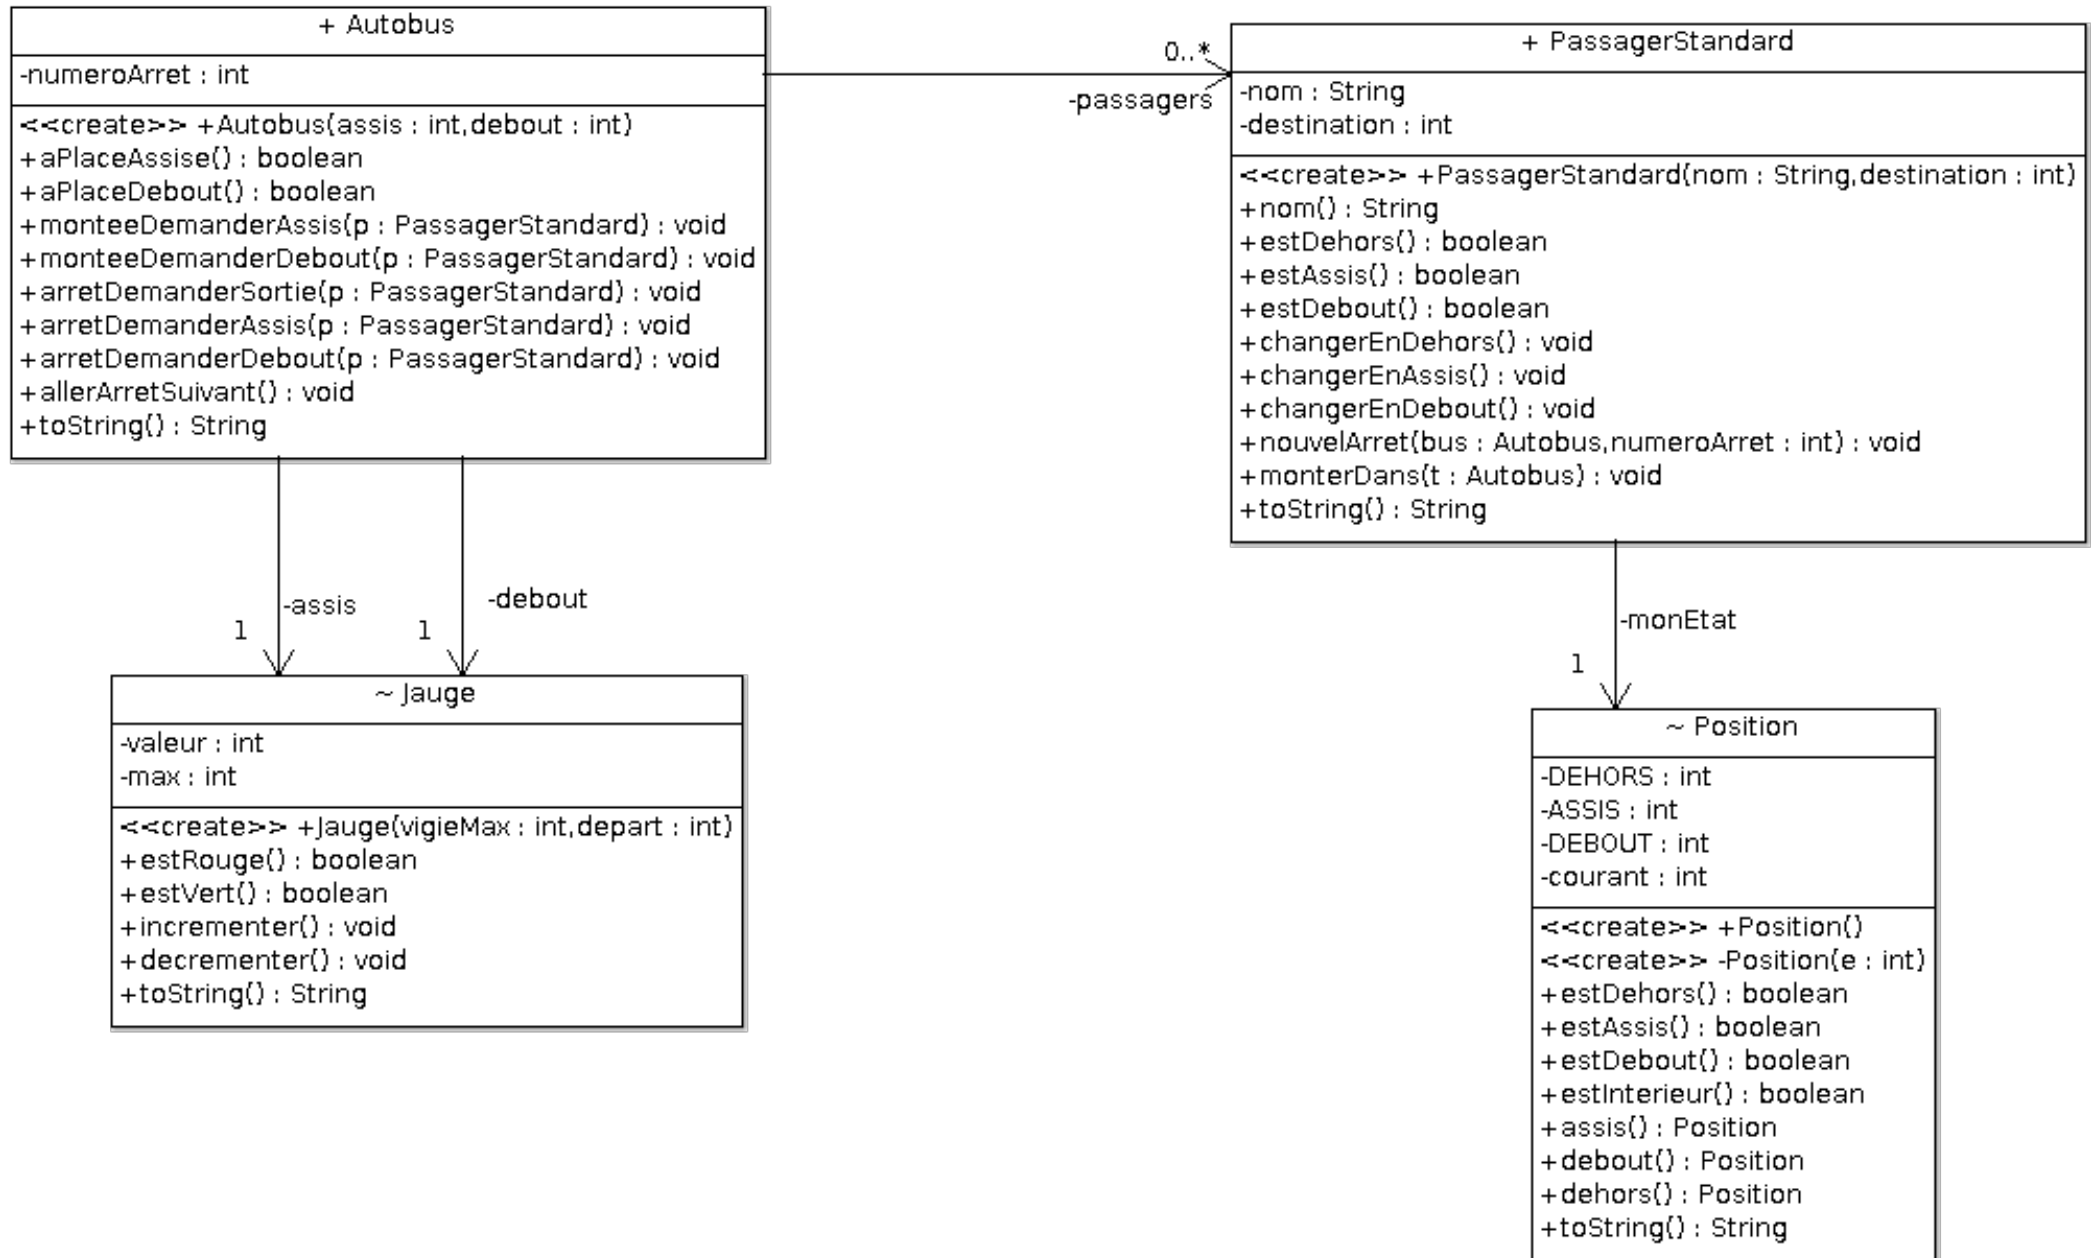 + Autobus
-numeroArret : int
<<create>> +Autobus(assis : int,debout : int)
+aPlaceAssise() : boolean
+aPlaceDebout() : boolean
+monteeDemanderAssis(p : PassagerStandard) : void
+monteeDemanderDebout(p : PassagerStandard) : void
+arretDemanderSortie(p : PassagerStandard) : void
+arretDemanderAssis(p : PassagerStandard) : void
+arretDemanderDebout(p : PassagerStandard) : void
+allerArretSuivant() : void
+toString() : String
0..*
-passagers
+ PassagerStandard
-nom : String
-destination : int
<<create>> +PassagerStandard(nom : String,destination : int)
+nom() : String
+estDehors() : boolean
+estAssis() : boolean
+estDebout() : boolean
+changerEnDehors() : void
+changerEnAssis() : void
+changerEnDebout() : void
+nouvelArret(bus : Autobus,numeroArret : int) : void
+monterDans(t : Autobus) : void
+toString() : String
-assis
1
-debout
1
-monEtat
1
~ Jauge
-valeur : int
-max : int
<<create>> +Jauge(vigieMax : int,depart : int)
+estRouge() : boolean
+estVert() : boolean
+incrementer() : void
+decrementer() : void
+toString() : String
~ Position
-DEHORS : int
-ASSIS : int
-DEBOUT : int
-courant : int
<<create>> +Position()
<<create>> -Position(e : int)
+estDehors() : boolean
+estAssis() : boolean
+estDebout() : boolean
+estInterieur() : boolean
+assis() : Position
+debout() : Position
+dehors() : Position
+toString() : String